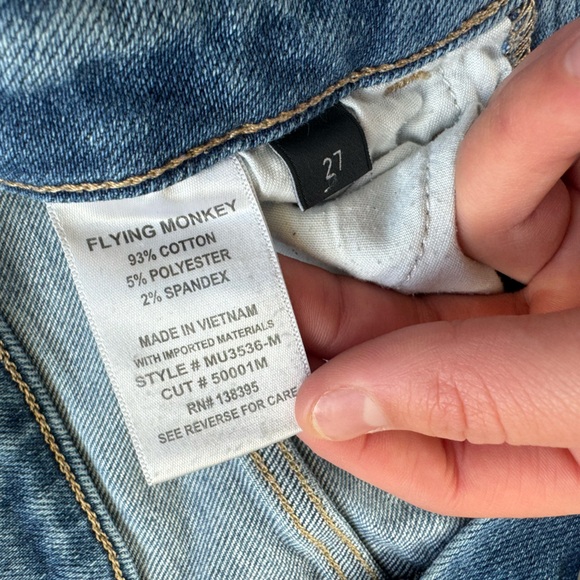 27
FLYING MONKEY
93% COTTON
5% POLYESTER
2% SPANDEX
MADE IN VIETNAM
WITH IMPORTED MATERIALS
STYLE # MU3536-M
CUT # 50001M
RN# 138395
SEE REVERSE FOR CARE